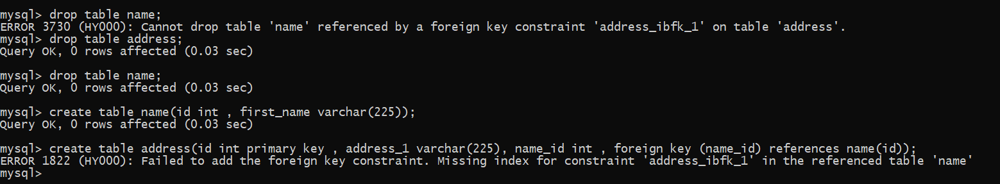 mysql> drop table name;
ERROR 3730 (HY000): Cannot drop table 'name' referenced by a foreign key constraint 'address_ibfk_1' on table 'address'.
mysql> drop table address;
Query OK, 0 rows affected (0.03 sec)
mysql> drop table name;
Query OK, 0 rows affected (0.03 sec)
mysql> create table name(id int , first_name varchar(225));
Query OK, 0 rows affected (0.03 sec)
mysql> create table address(id int primary key , address_1 varchar(225), name_id int , foreign key (name_id) references name(id));
ERROR 1822 (HY000): Failed to add the foreign key constraint. Missing index for constraint 'address_ibfk_1' in the referenced table 'name'
mysql>